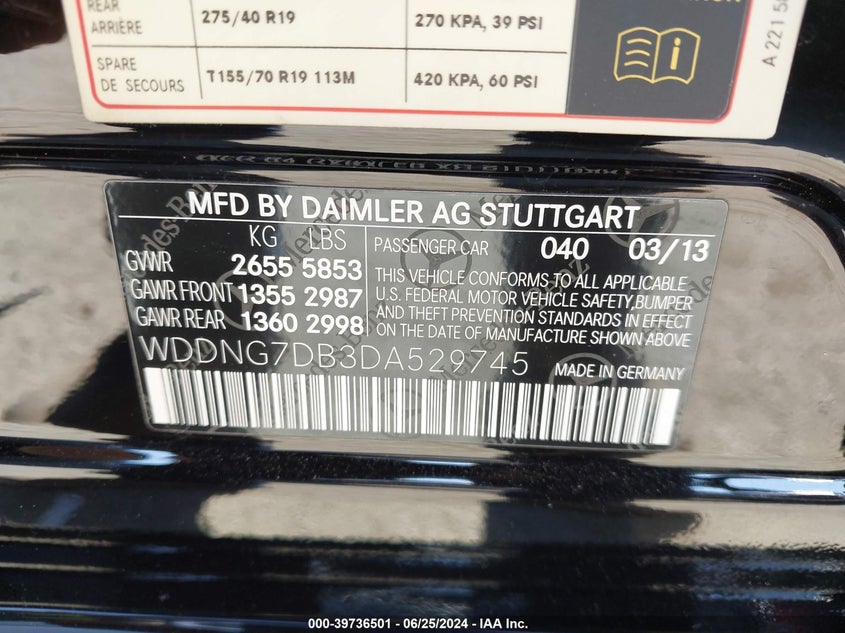 REAR
ARRIÈRE
275/40 R19
270 KPA, 39 PSI
SPARE
DE SECOURS
T155/70 R19 113M
420 KPA, 60 PSI
A 221 58
MFD BY DAIMLER AG STUTTGART
KG LBS
GVWR 2655 5853
GAWR FRONT 1355 2987
GAWR REAR 1360 2998
PASSENGER CAR 040 03/13
THIS VEHICLE CONFORMS TO ALL APPLICABLE
U.S. FEDERAL MOTOR VEHICLE SAFETY,BUMPER
AND THEFT PREVENTION STANDARDS IN EFFECT
ON THE DATE OF MANUFACTURE SHOWN ABOVE
WDDNG7DB3DA529745
MADE IN GERMANY
000-39736501 - 06/25/2024 - IAA Inc.